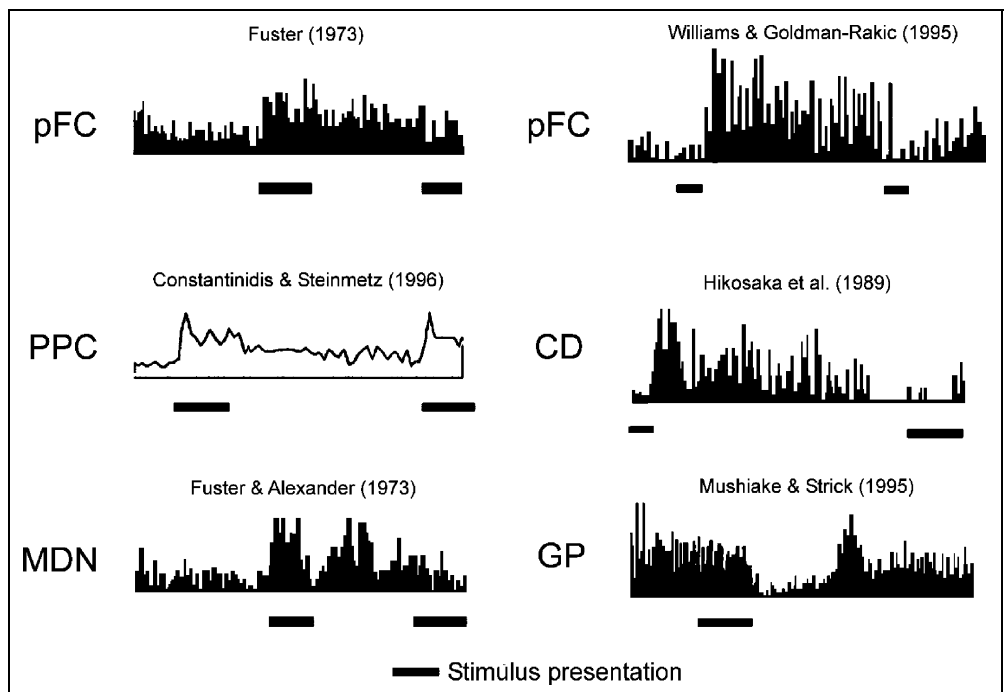 Fuster (1973)
pFC
Williams & Goldman-Rakic (1995)
pFC
Constantinidis & Steinmetz (1996)
PPC
Hikosaka et al. (1989)
CD
Fuster & Alexander (1973)
MDN
Mushiake & Strick (1995)
GP
Stimulus presentation